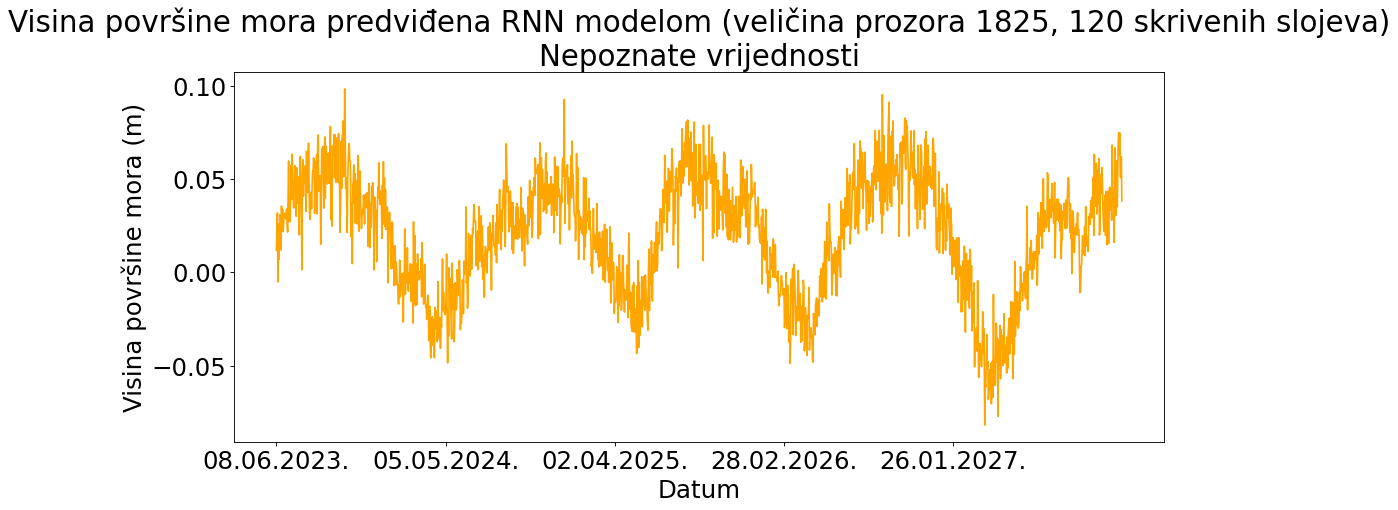 Visina površine mora predviđena RNN modelom (veličina prozora 1825, 120 skrivenih slojeva)
Nepoznate vrijednosti
Visina površine mora (m)
0.10
0.05
0.00
−0.05
08.06.2023. 05.05.2024. 02.04.2025. 28.02.2026. 26.01.2027.
Datum